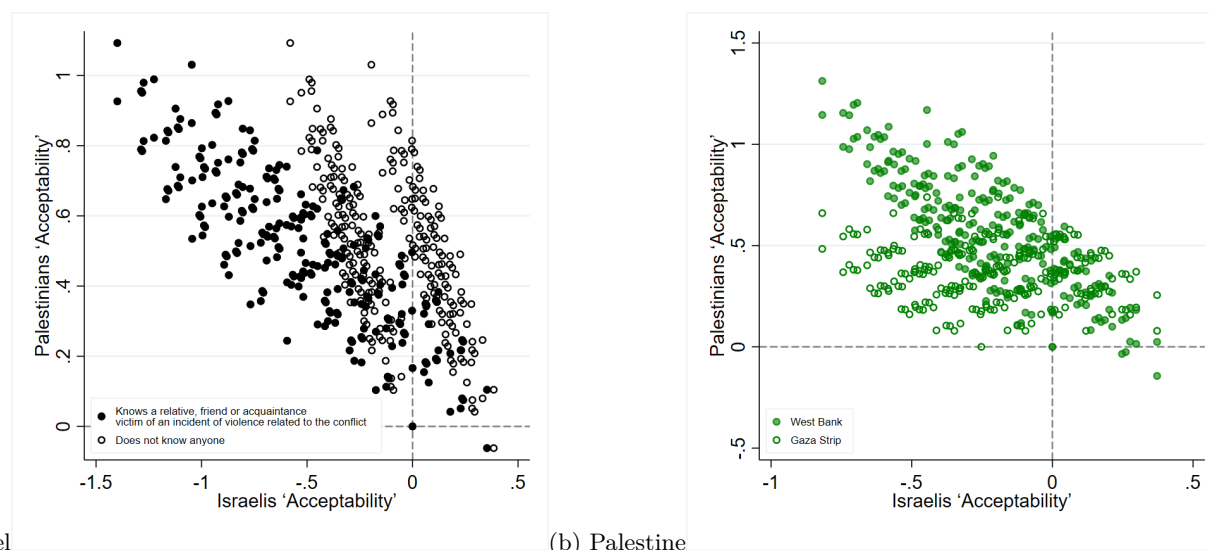 1
.8
.6
.4
.2
0
Palestinians ‘Acceptability’
-1.5
-1
-.5
0
.5
Israelis ‘Acceptability’
Knows a relative, friend or acquaintance
victim of an incident of violence related to the conflict
Does not know anyone
el
1.5
1
.5
0
-.5
Palestinians ‘Acceptability’
-1
-.5
0
.5
Israelis ‘Acceptability’
West Bank
Gaza Strip
(b) Palestine